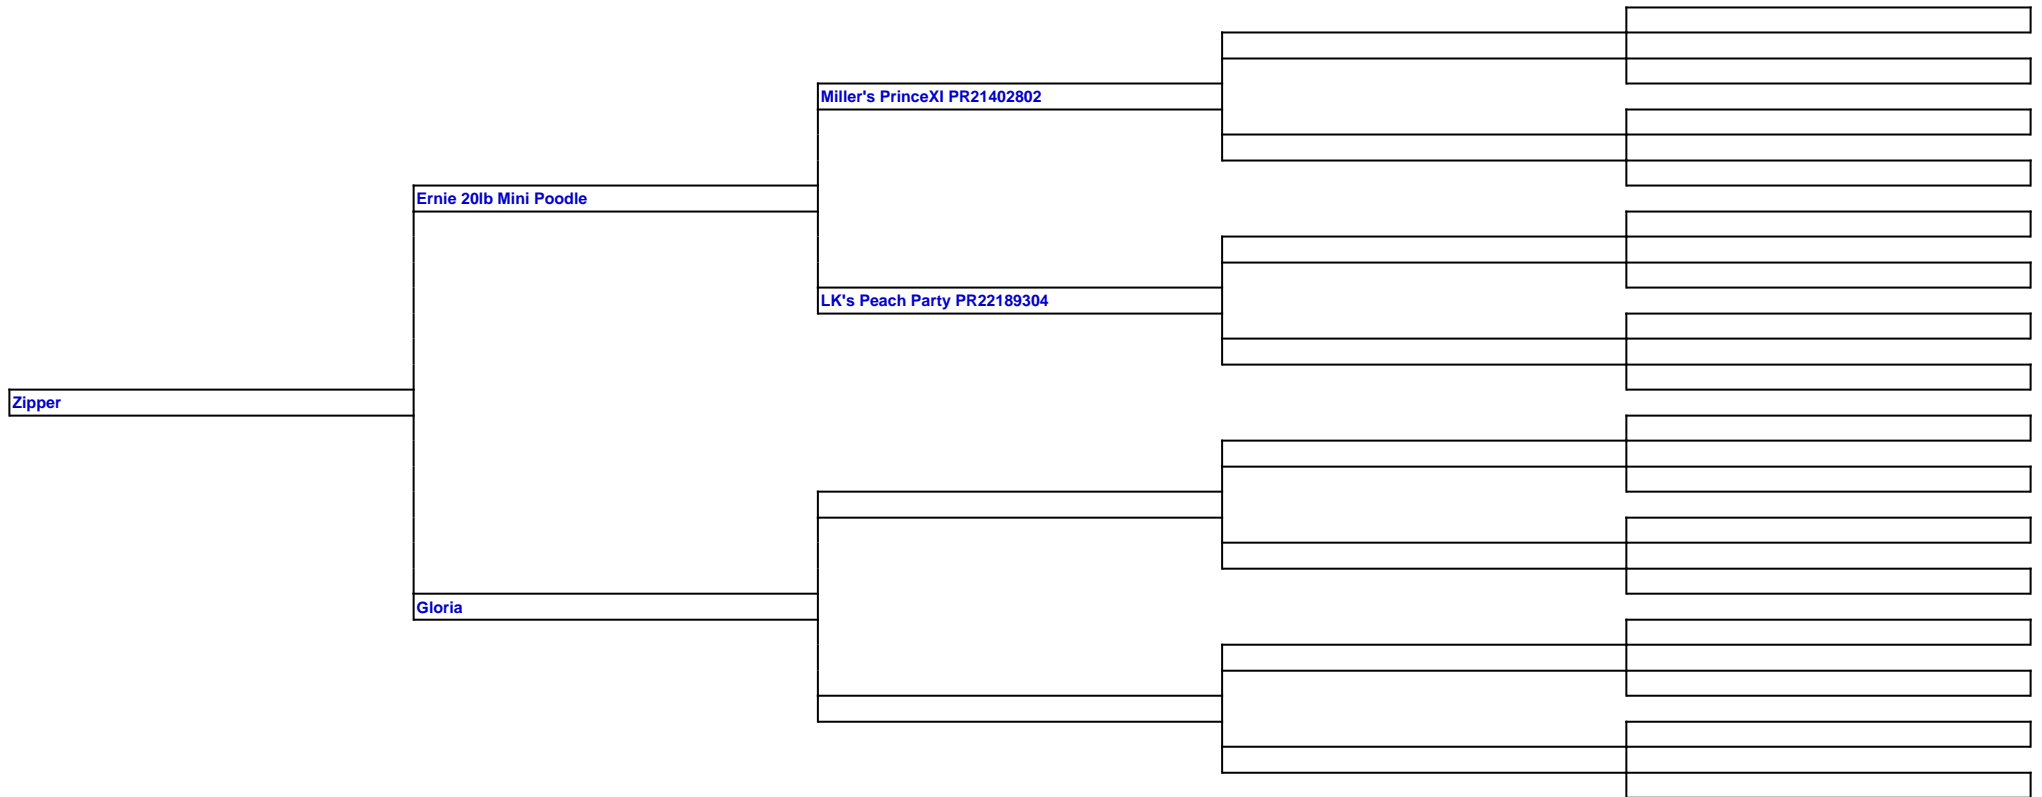 Miller's PrinceXI PR21402802
Ernie 20lb Mini Poodle
LK's Peach Party PR22189304
Zipper
Gloria